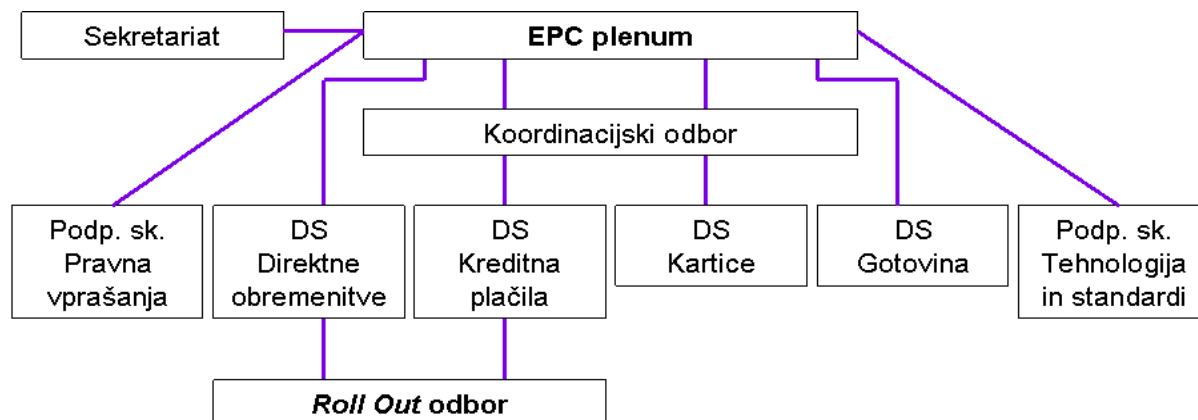 Sekretariat
EPC plenum
Koordinacijski odbor
Podp. sk.
Pravna
vprašanja
DS
Direktne
obremenitve
DS
Kreditna
plačila
DS
Kartice
DS
Gotovina
Podp. sk.
Tehnologija
in standardi
Roll Out odbor